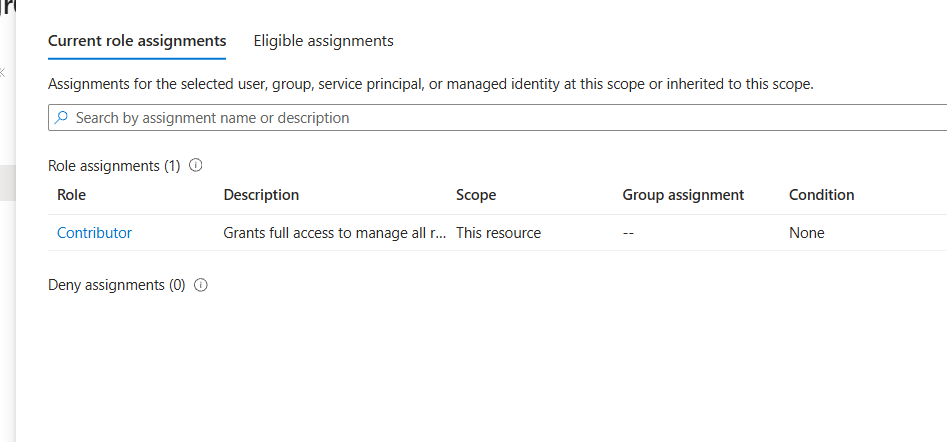 Current role assignments Eligible assignments
Assignments for the selected user, group, service principal, or managed identity at this scope or inherited to this scope.
Search by assignment name or description
Role assignments (1)
Role Description Scope Group assignment Condition
Contributor Grants full access to manage all r... This resource -- None
Deny assignments (0)